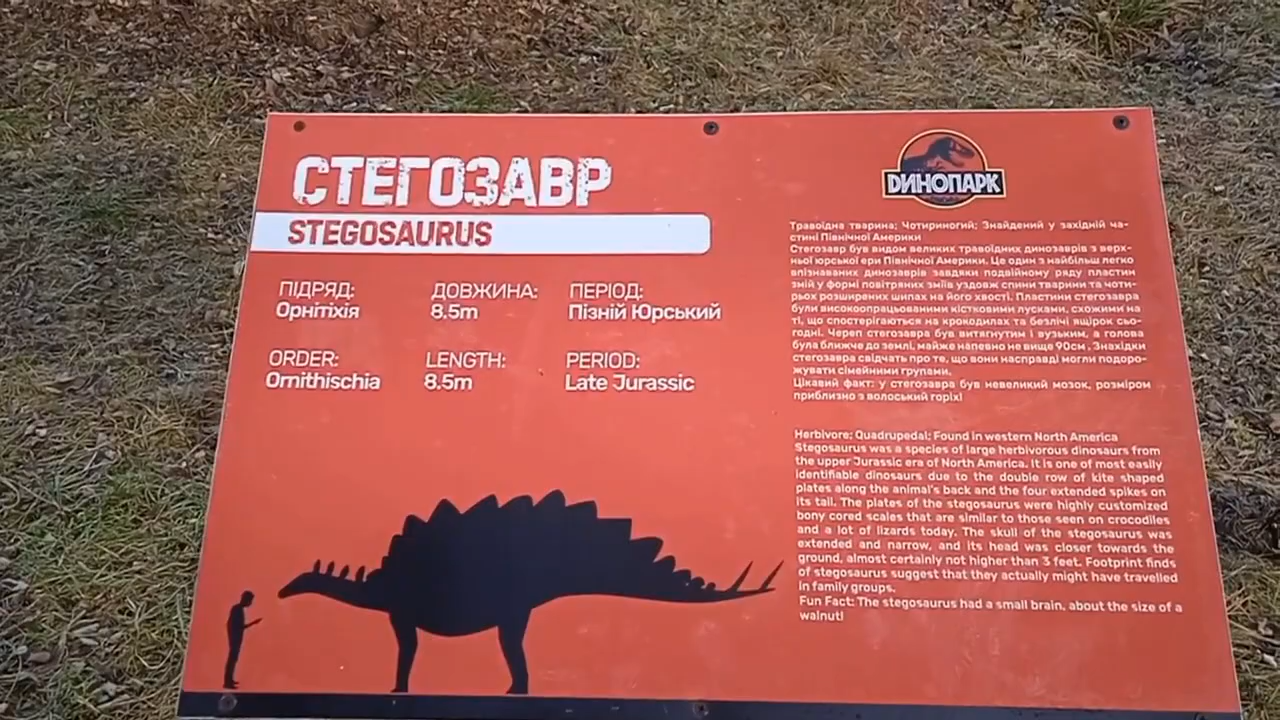 СТЕГОЗАВР
STEGOSAURUS
ПІДРЯД:
Орнітіхія
ДОВЖИНА:
8.5m
ПЕРІОД:
Пізній Юрський
ORDER:
Ornithischia
LENGTH:
8.5m
PERIOD:
Late Jurassic
ДИНОПАРК
Травоїдна тварина; Чотириногий; Знайдений у західній ча-
стині Північної Америки
Стегозавр був видом великих травоїдних динозаврів з верх-
ньої юрської ери Північної Америки. Це один з найбільш легко
впізнаваних динозаврів завдяки подвійному ряду пластин
змій у формі повітряних зміїв уздовж спини тварини та чоти-
рьох розширених шипах на його хвості. Пластини стегозавра
були високоопрацьованими кістковими лусками, схожими на
ті, що спостерігаються на крокодилах та безлічі ящірок сьо-
годні. Череп стегозавра був витягнутим і вузьким, а голова
була ближче до землі, майже напевно не вище 90см . Знахідки
стегозавра свідчать про те, що вони насправді могли подоро-
жувати сімейними групами.
Цікавий факт: у стегозавра був невеликий мозок, розміром
приблизно з волоський горіх!
Herbivore; Quadrupedal; Found in western North America
Stegosaurus was a species of large herbivorous dinosaurs from
the upper Jurassic era of North America. It is one of most easily
identifiable dinosaurs due to the double row of kite shaped
plates along the animal's back and the four extended spikes on
its tail. The plates of the stegosaurus were highly customized
bony cored scales that are similar to those seen on crocodiles
and a lot of lizards today. The skull of the stegosaurus was
extended and narrow, and its head was closer towards the
ground, almost certainly not higher than 3 feet. Footprint finds
of stegosaurus suggest that they actually might have travelled
in family groups.
Fun Fact: The stegosaurus had a small brain, about the size of a
walnut!